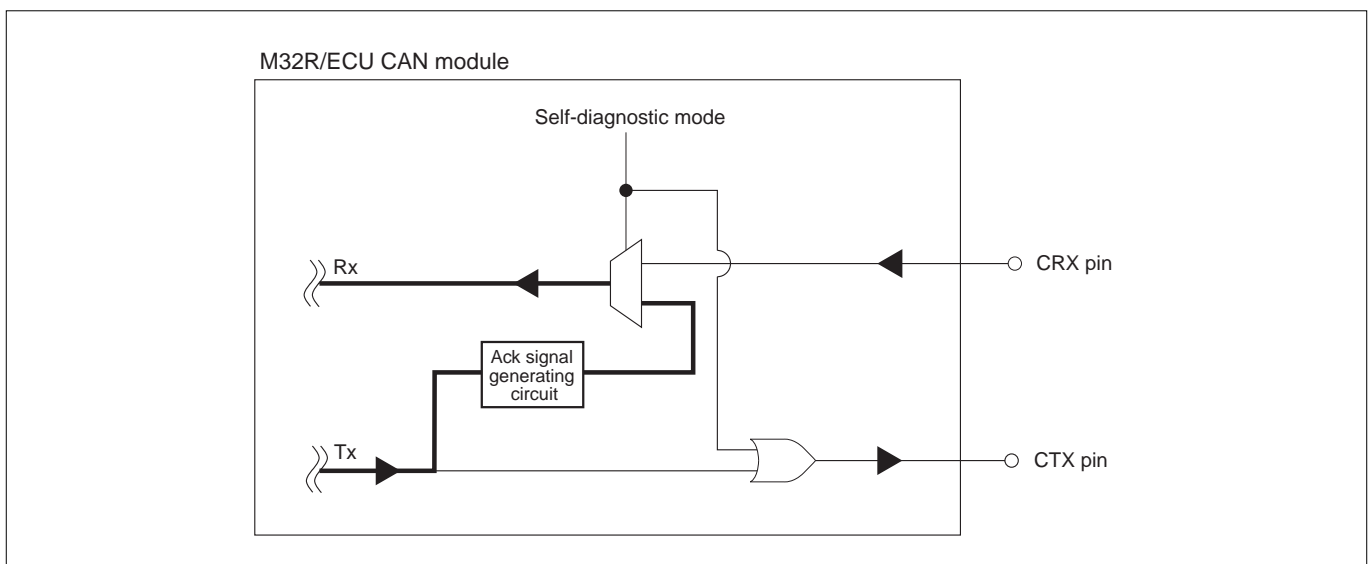 M32R/ECU CAN module
Self-diagnostic mode
Rx
CRX pin
Ack signal
generating
circuit
Tx
CTX pin